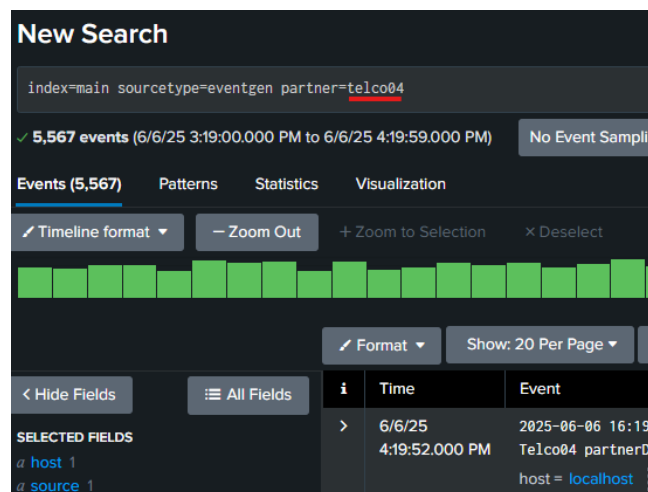 New Search
index=main sourcetype=eventgen partner=telco04
✓ 5,567 events (6/6/25 3:19:00.000 PM to 6/6/25 4:19:59.000 PM)
No Event Sampli
Events (5,567) Patterns Statistics Visualization
Timeline format ▼ — Zoom Out + Zoom to Selection × Deselect
Format ▼ Show: 20 Per Page ▼
< Hide Fields All Fields i Time Event
SELECTED FIELDS
a host 1
a source 1
> 6/6/25 2025-06-06 16:19
4:19:52.000 PM Telco04 partnerD
host = localhost